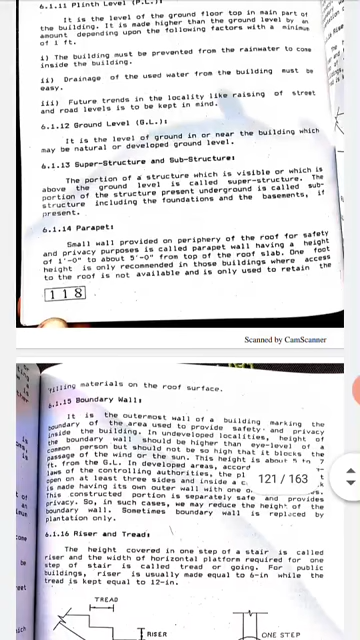 6.1.11 Plinth Level (P.L.):
It is the level of the ground floor top in main part of
the building. It is made higher than the ground level by an
amount depending upon the following factors with a minimum
of 1 ft.
i) The building must be prevented from the rainwater to come
inside the building.
ii) Drainage of the used water from the building must be
easy.
iii) Future trends in the locality like raising of street
and road levels is to be kept in mind.
6.1.12 Ground Level (G.L.):
It is the level of ground in or near the building which
may be natural or developed ground level.
6.1.13 Super-Structure and Sub-Structure:
The portion of a structure which is visible or which is
above the ground level is called super-structure. The
portion of the structure present underground is called sub-
structure including the foundations and the basements, if
present.
6.1.14 Parapet:
Small wall provided on periphery of the roof for safety
and privacy purposes is called parapet wall having a height
of 1'-0" to about 5'-0" from top of the roof slab. One foot
height is only recommended in those buildings where access
to the roof is not available and is only used to retain the
118
Scanned by CamScanner
filling materials on the roof surface.
6.1.15 Boundary Wall:
It is the outermost wall of a building marking the
boundary of the area used to provide safety and privacy
inside the building. In undeveloped localities, height of
the boundary wall should be higher than eye-level of a
common person but should not be so high that it blocks the
passage of the wind or the sun. This height is about 5 to 7
ft. from the G.L. In developed areas, accord
laws of the controlling authorities, the pl
open on at least three sides and inside a c
121 / 163
is made having its own outer wall with one o
This constructed portion is separately safe and provides
privacy. So, in such cases, we may reduce the height of the
boundary wall. Sometimes boundary wall is replaced by
plantation only.
6.1.16 Riser and Tread:
The height covered in one step of a stair is called
riser and the width of horizontal platform required for one
step of stair is called tread or going. For public
buildings, riser is usually made equal to 6-in while the
tread is kept equal to 12-in.
TREAD
RISER
ONE STEP